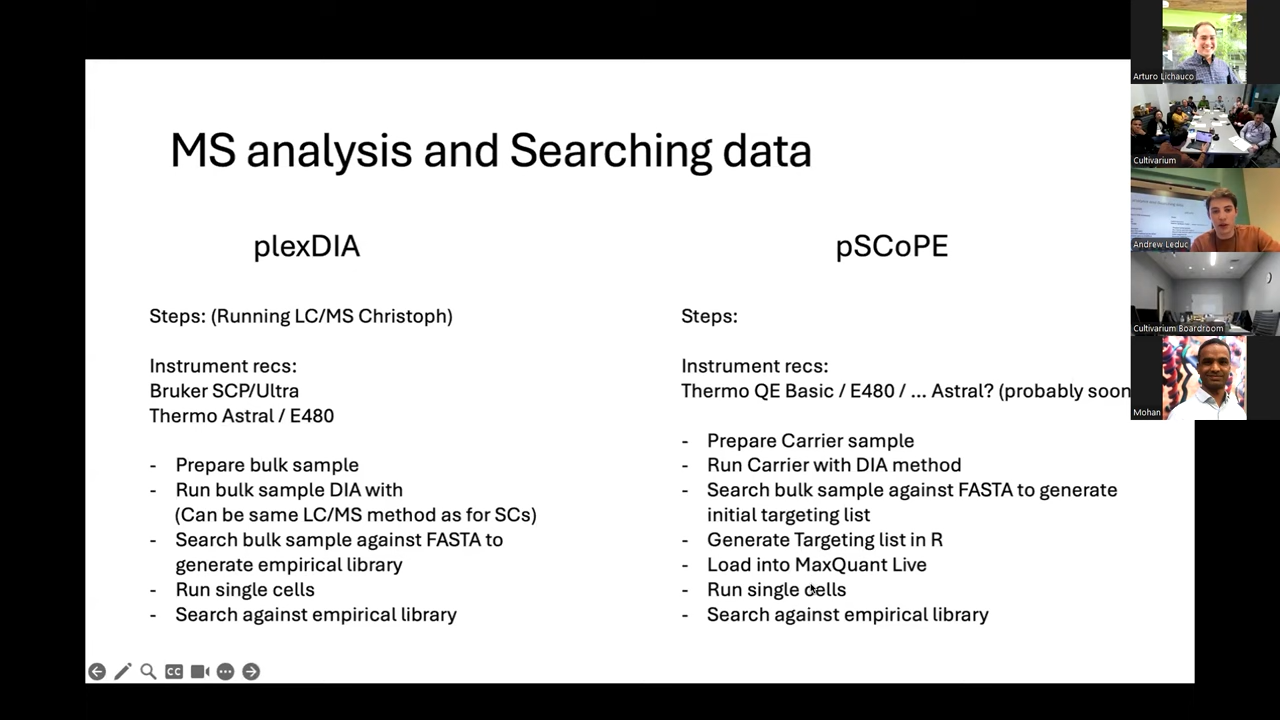 MS analysis and Searching data
plexDIA
Steps: (Running LC/MS Christoph)
Instrument recs:
Bruker SCP/Ultra
Thermo Astral / E480
- Prepare bulk sample
- Run bulk sample DIA with
(Can be same LC/MS method as for SCs)
- Search bulk sample against FASTA to
generate empirical library
- Run single cells
- Search against empirical library
pSCoPE
Steps:
Instrument recs:
Thermo QE Basic / E480 / ... Astral? (probably soon
- Prepare Carrier sample
- Run Carrier with DIA method
- Search bulk sample against FASTA to generate
initial targeting list
- Generate Targeting list in R
- Load into MaxQuant Live
- Run single cells
- Search against empirical library
CC
Arturo Lichauco
Cultivarium
Andrew Leduc
Cultivarium Boardroom
Mohan